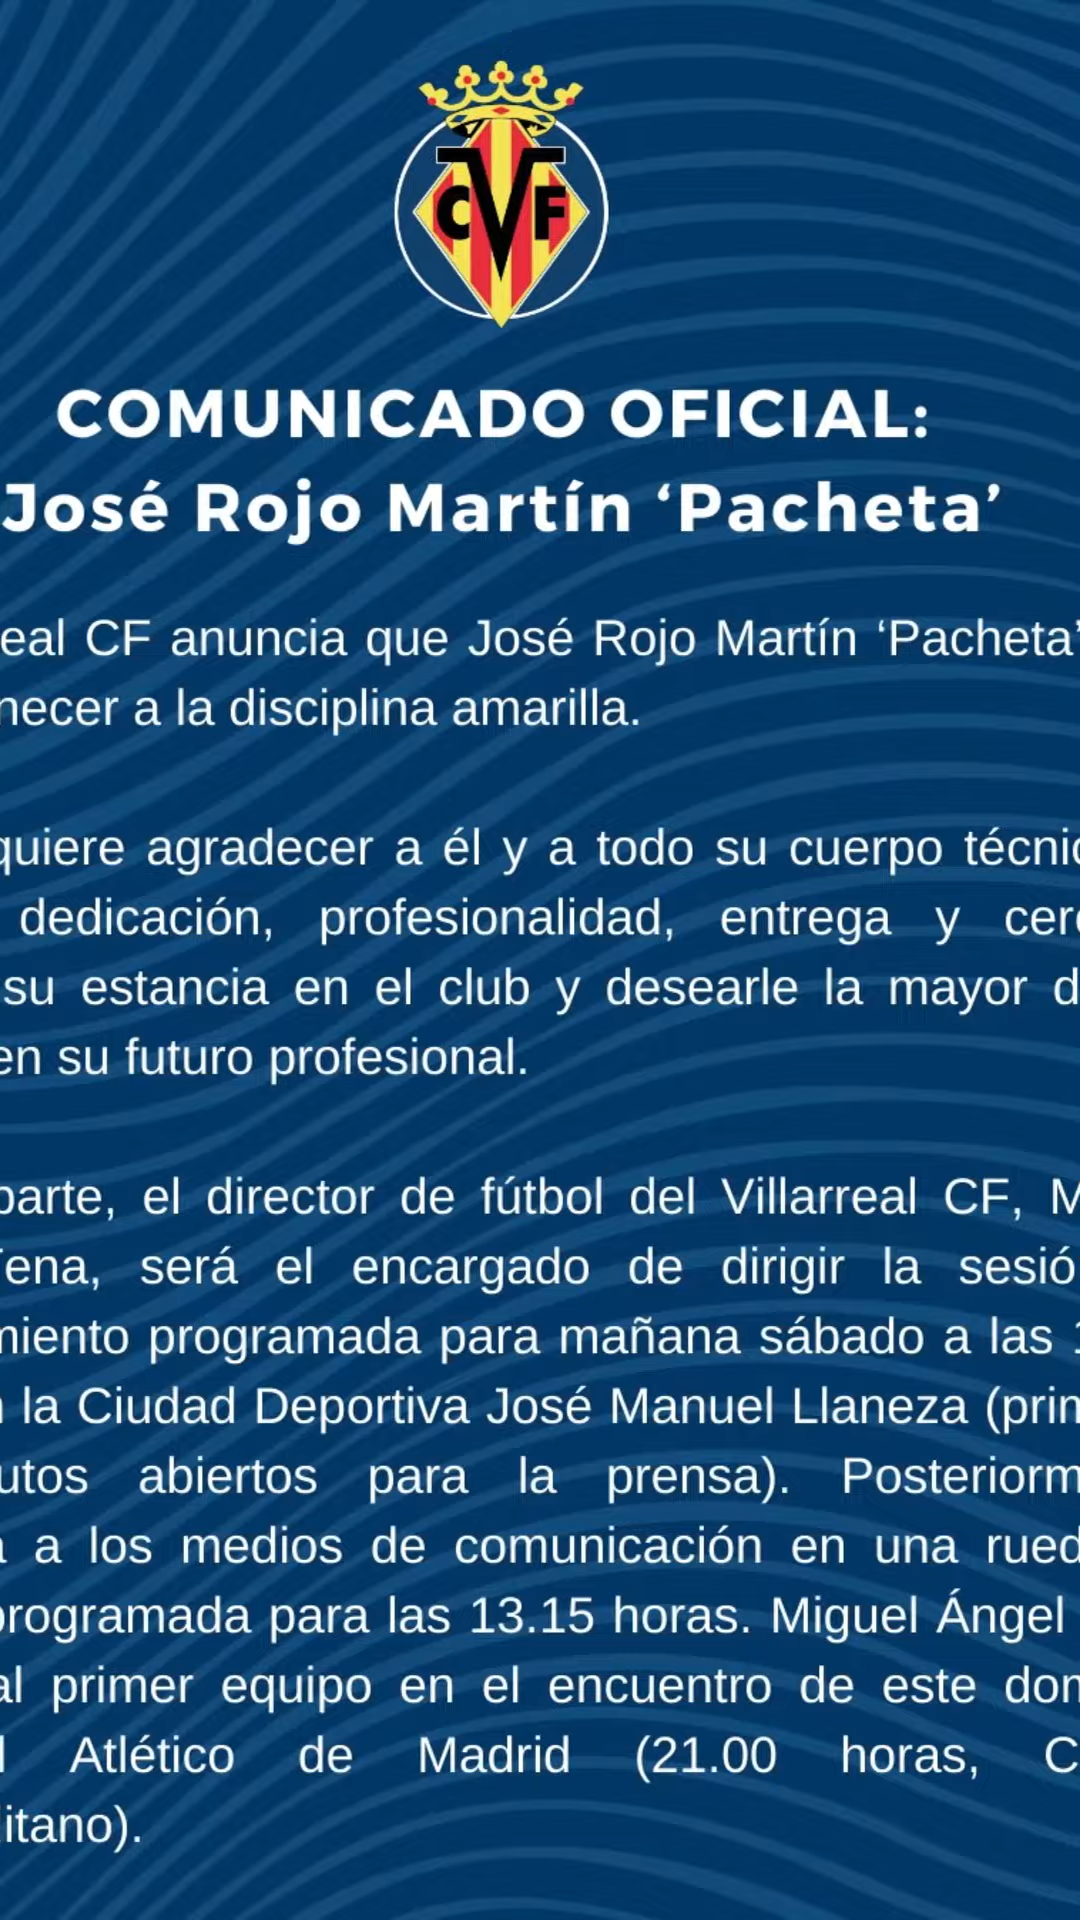 CVF
COMUNICADO OFICIAL:
José Rojo Martín ‘Pacheta’
eal CF anuncia que José Rojo Martín ‘Pacheta’
necer a la disciplina amarilla.
quiere agradecer a él y a todo su cuerpo técnic
dedicación, profesionalidad, entrega y cer
su estancia en el club y desearle la mayor d
en su futuro profesional.
parte, el director de fútbol del Villarreal CF, M
ena, será el encargado de dirigir la sesió
miento programada para mañana sábado a las 1
la Ciudad Deportiva José Manuel Llaneza (prim
utos abiertos para la prensa). Posteriorm
a los medios de comunicación en una rued
programada para las 13.15 horas. Miguel Ángel
al primer equipo en el encuentro de este dom
l Atlético de Madrid (21.00 horas, C
litano).